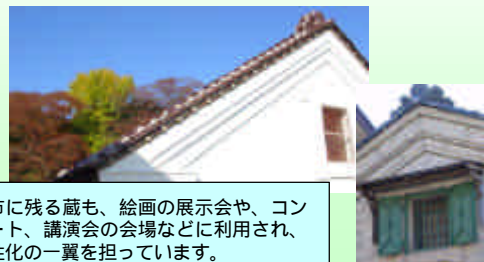 市に残る蔵も、絵画の展示会や、コン
ート、講演会の会場などに利用され、
性化の一翼を担っています。